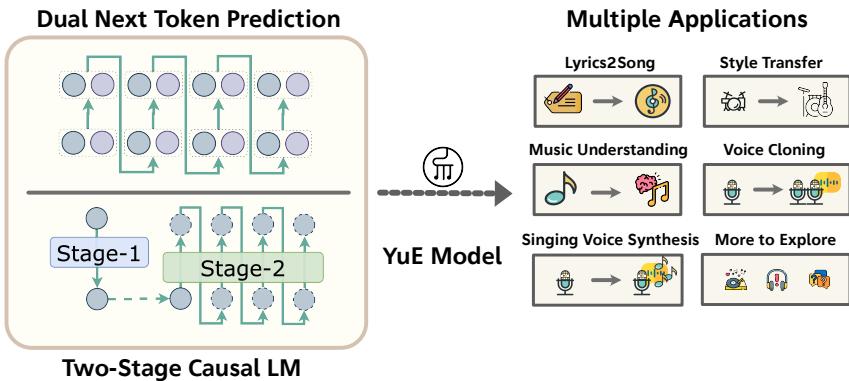 Dual Next Token Prediction
Stage-1
Stage-2
Two-Stage Causal LM
YuE Model
Multiple Applications
Lyrics2Song
Style Transfer
Music Understanding
Voice Cloning
Singing Voice Synthesis
More to Explore